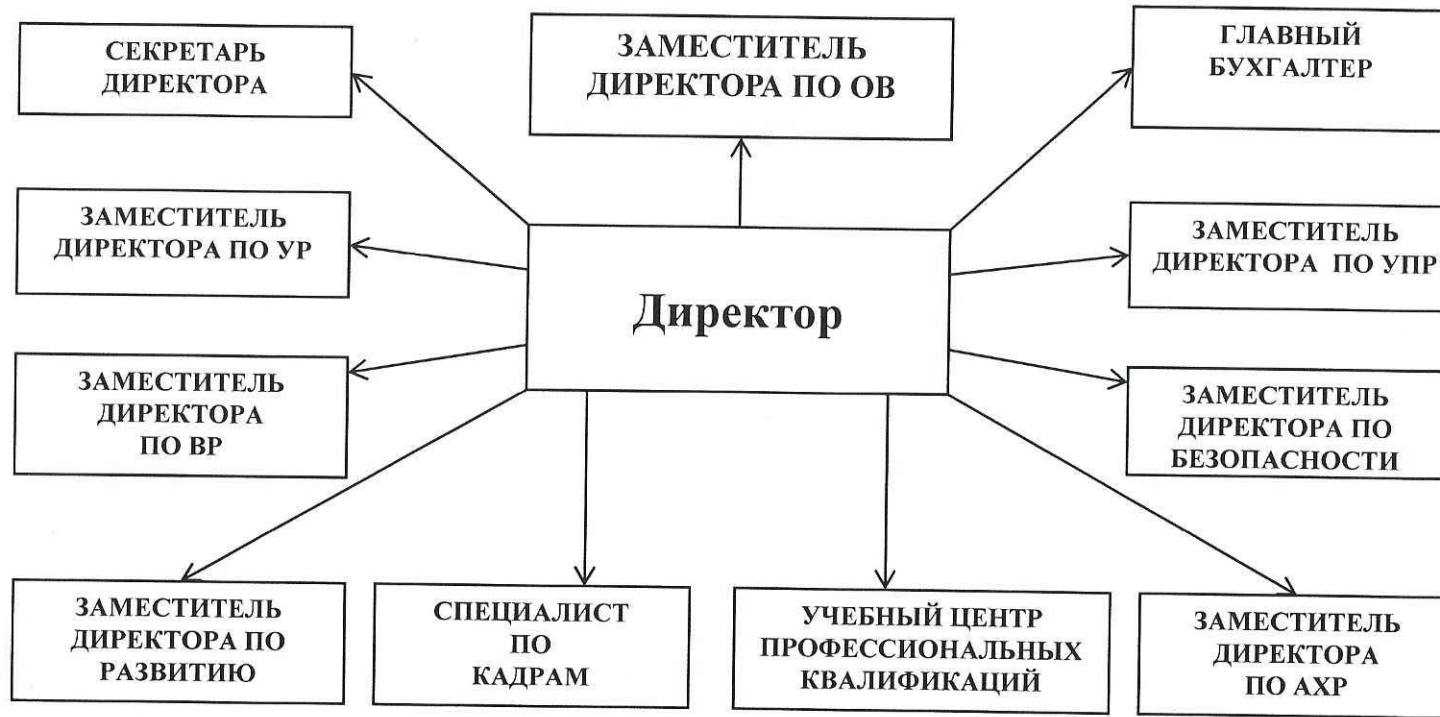 СЕКРЕТАРЬ
ДИРЕКТОРА
ЗАМЕСТИТЕЛЬ
ДИРЕКТОРА ПО ОВ
ГЛАВНЫЙ
БУХГАЛТЕР
ЗАМЕСТИТЕЛЬ
ДИРЕКТОРА ПО УР
Директор
ЗАМЕСТИТЕЛЬ
ДИРЕКТОРА ПО УПР
ЗАМЕСТИТЕЛЬ
ДИРЕКТОРА
ПО ВР
ЗАМЕСТИТЕЛЬ
ДИРЕКТОРА ПО
БЕЗОПАСНОСТИ
ЗАМЕСТИТЕЛЬ
ДИРЕКТОРА ПО
РАЗВИТИЮ
СПЕЦИАЛИСТ
ПО
КАДРАМ
УЧЕБНЫЙ ЦЕНТР
ПРОФЕССИОНАЛЬНЫХ
КВАЛИФИКАЦИЙ
ЗАМЕСТИТЕЛЬ
ДИРЕКТОРА
ПО АХР